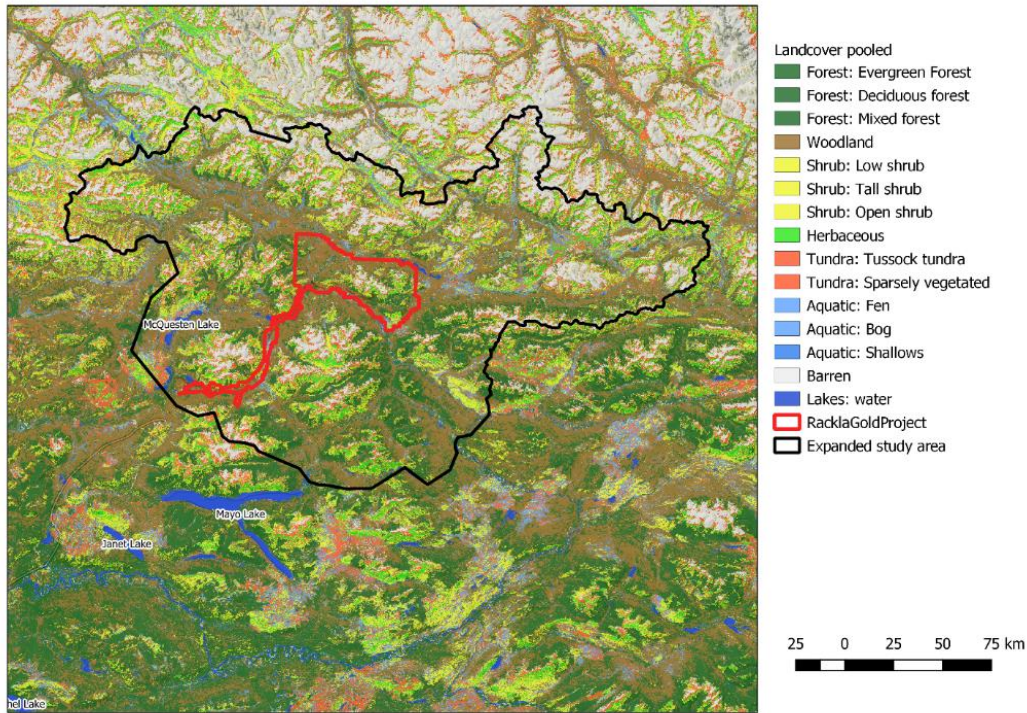 Landcover pooled
Forest: Evergreen Forest
Forest: Deciduous forest
Forest: Mixed forest
Woodland
Shrub: Low shrub
Shrub: Tall shrub
Shrub: Open shrub
Herbaceous
Tundra: Tussock tundra
Tundra: Sparsely vegetated
Aquatic: Fen
Aquatic: Bog
Aquatic: Shallows
Barren
Lakes: water
RacklaGoldProject
Expanded study area
McQuesten Lake
Mayo Lake
Janet Lake
nel Lake
25 0 25 50 75 km